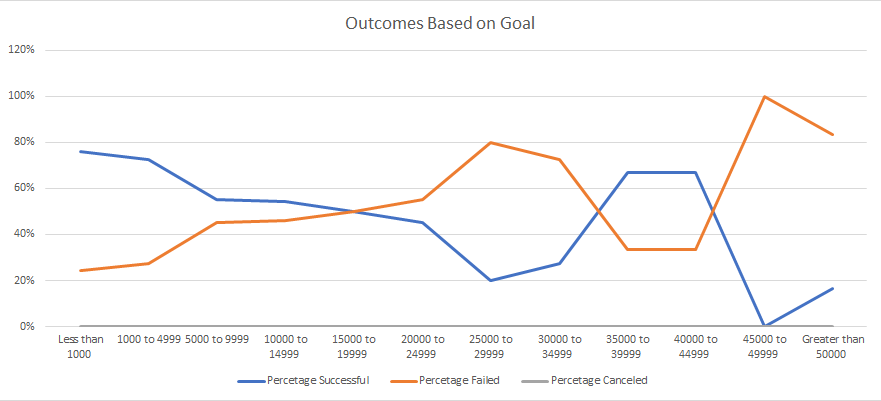 Outcomes Based on Goal
120%
100%
80%
60%
40%
20%
0%
Less than 1000 to 4999 5000 to 9999 10000 to 15000 to 20000 to 25000 to 30000 to 35000 to 40000 to 45000 to Greater than
1000 14999 19999 24999 29999 34999 39999 44999 49999 50000
Percetage Successful Percetage Failed Percetage Canceled